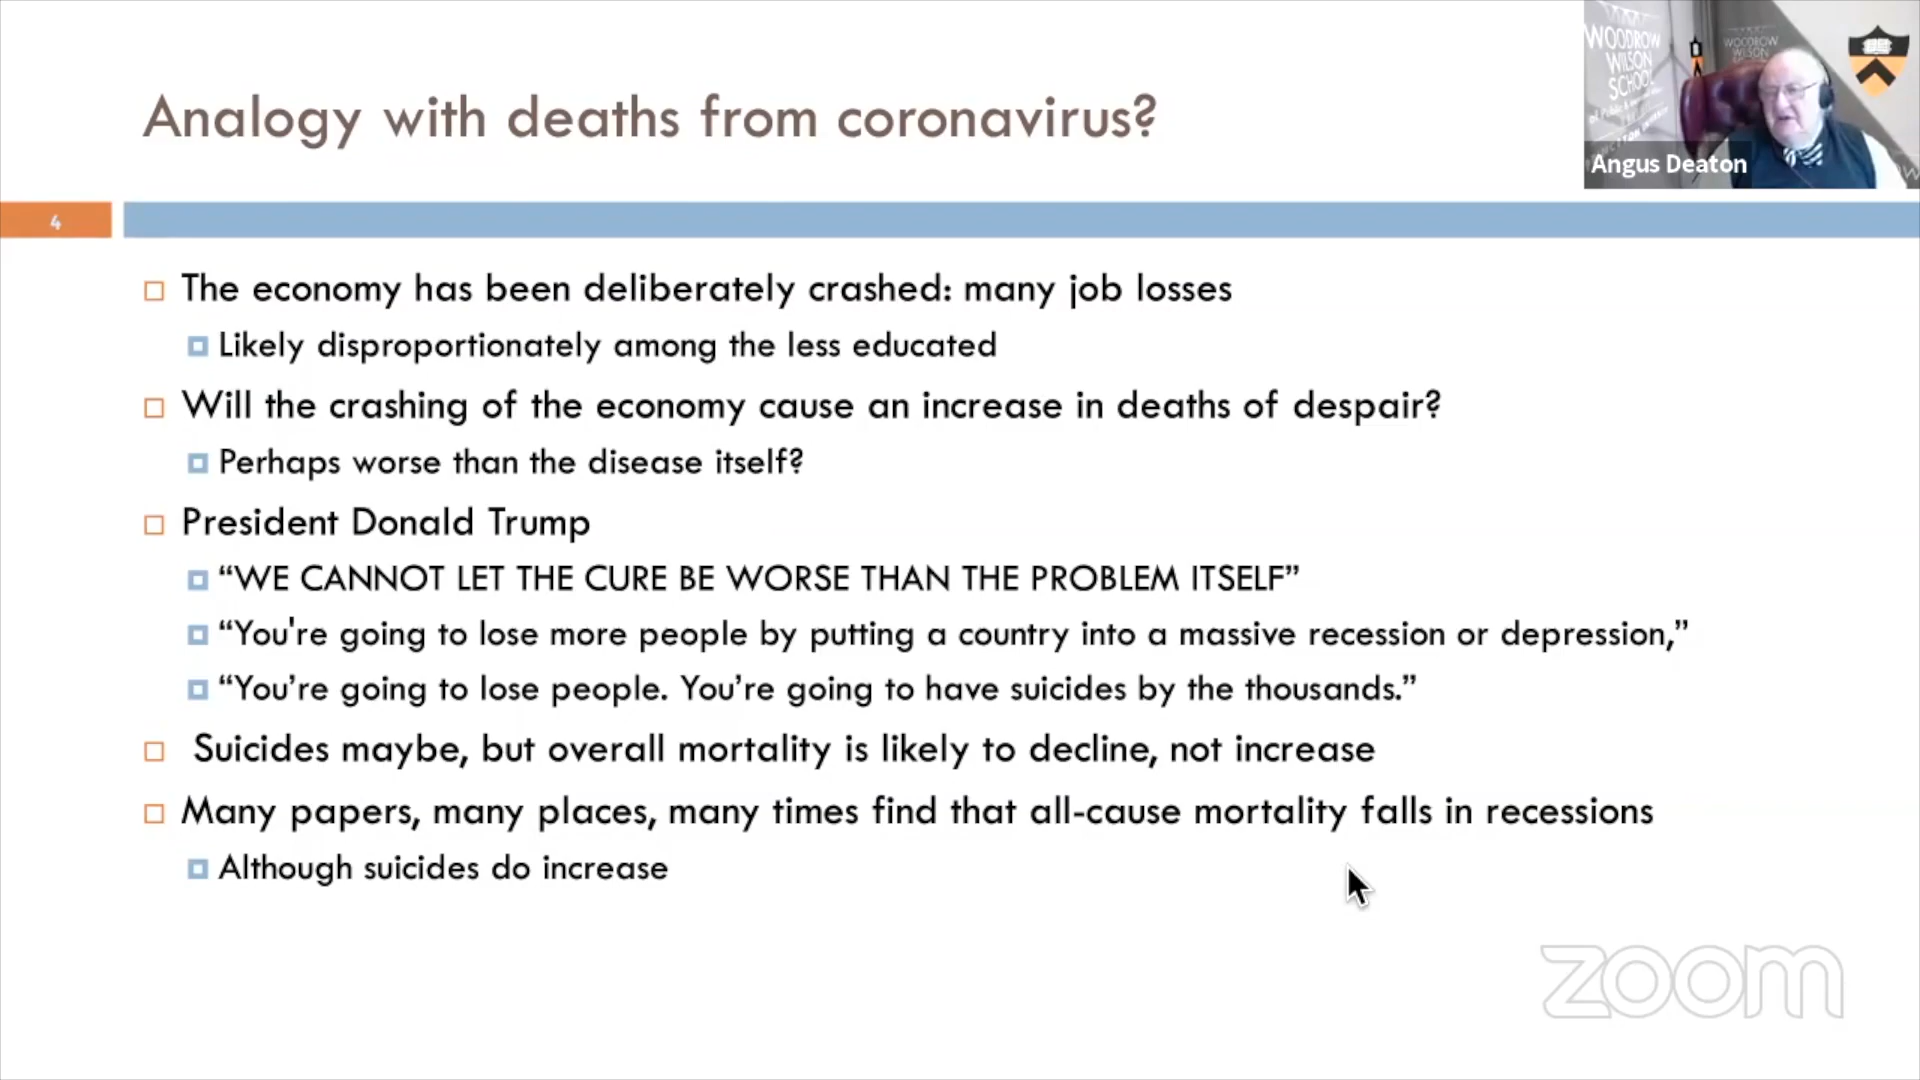 Analogy with deaths from coronavirus?
WOODROW
WILSON
SCHOOL
WOODROW
WILSON
Angus Deaton
4
The economy has been deliberately crashed: many job losses
Likely disproportionately among the less educated
Will the crashing of the economy cause an increase in deaths of despair?
Perhaps worse than the disease itself?
President Donald Trump
“WE CANNOT LET THE CURE BE WORSE THAN THE PROBLEM ITSELF”
“You're going to lose more people by putting a country into a massive recession or depression,”
“You’re going to lose people. You’re going to have suicides by the thousands.”
Suicides maybe, but overall mortality is likely to decline, not increase
Many papers, many places, many times find that all-cause mortality falls in recessions
Although suicides do increase
zoom